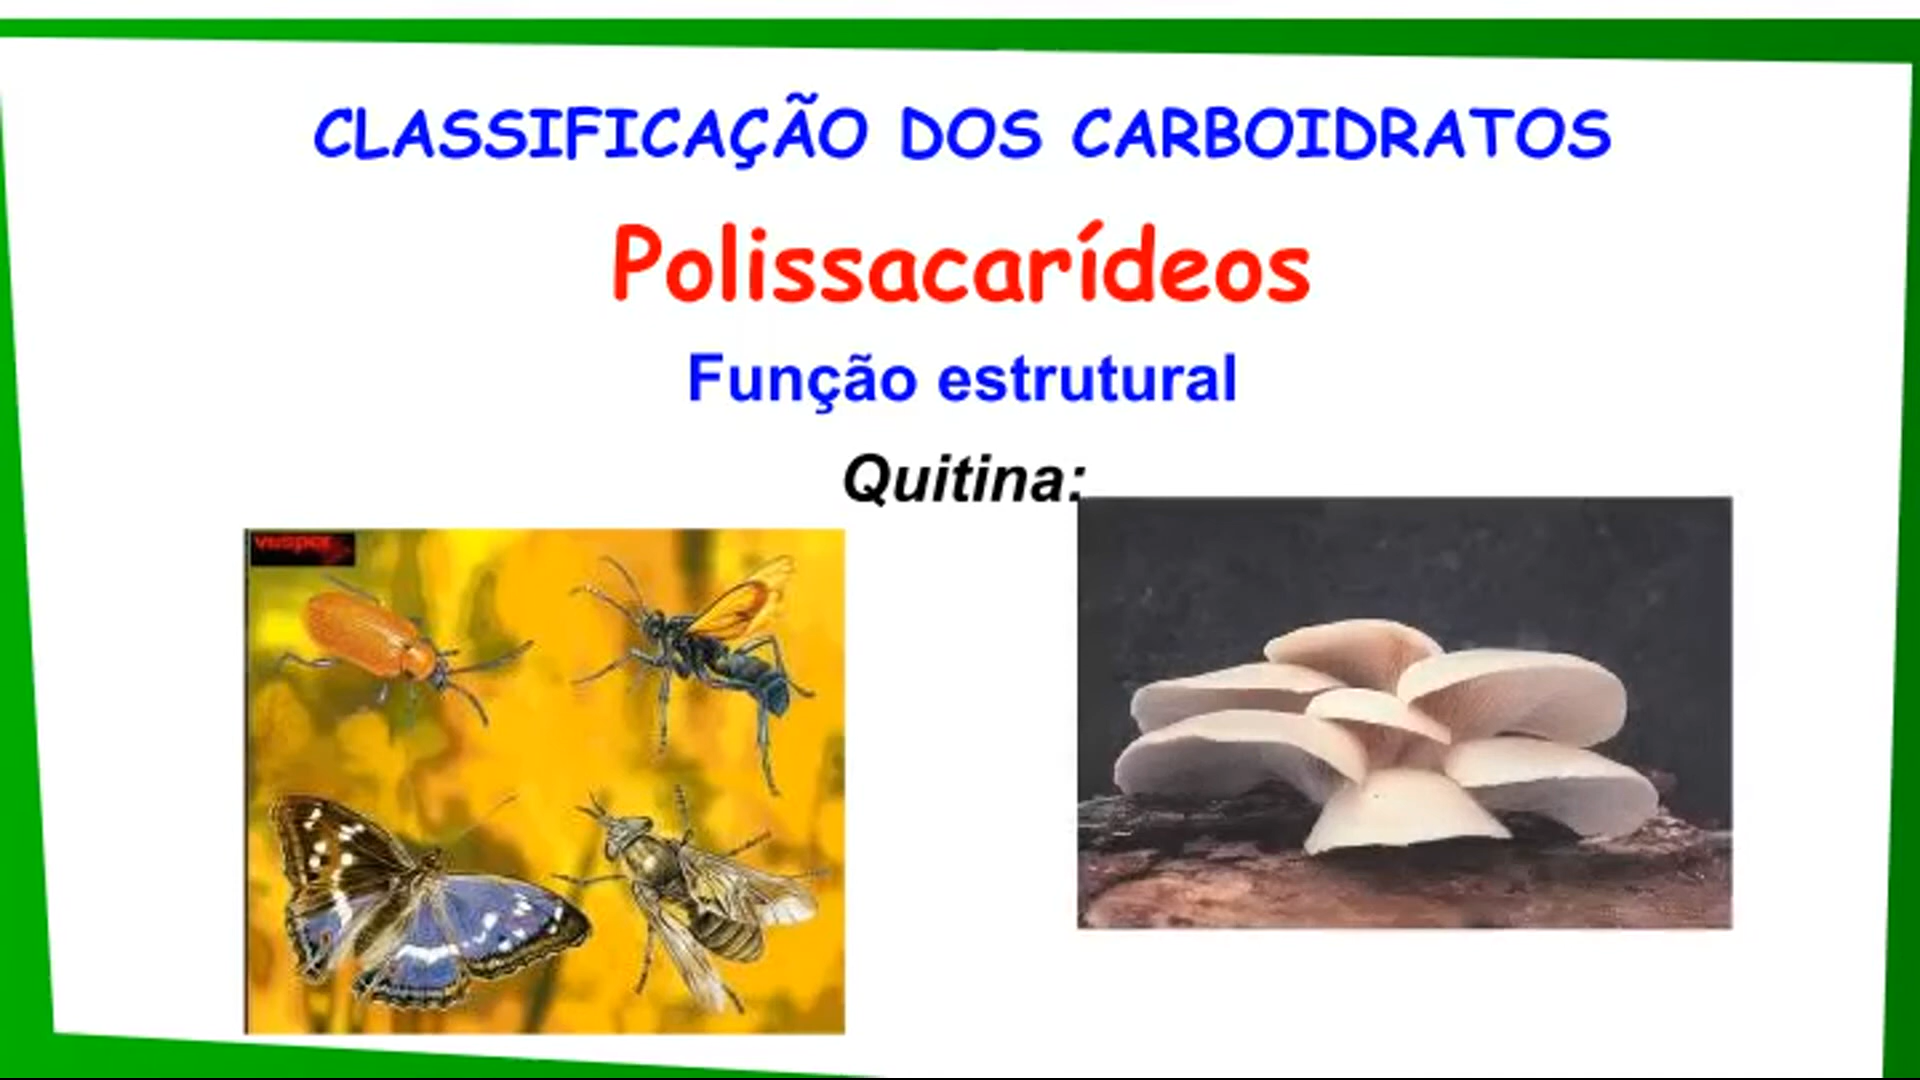 CLASSIFICAÇÃO DOS CARBOIDRATOS
Polissacarídeos
Função estrutural
Quitina: